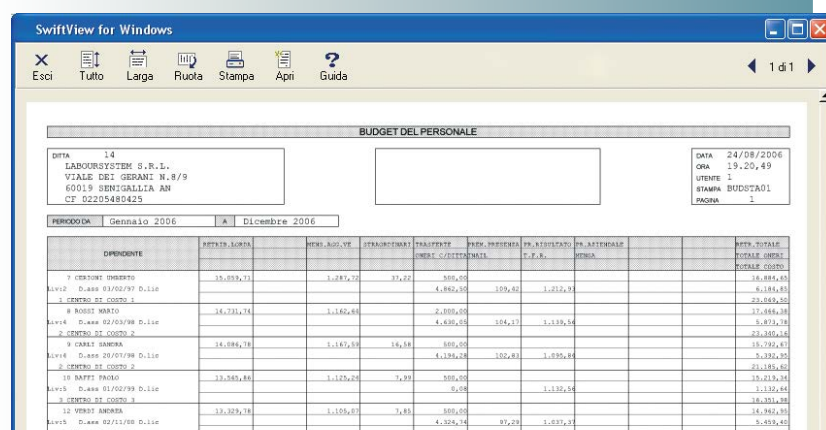 SwiftView for Windows
Esci Tutto Larga Ruota Stampa Apri Guida 1 di 1
BUDGET DEL PERSONALE
DITTA 14
LABOURSYSTEM S.R.L.
VIALE DEI GERANI N.8/9
60019 SENIGALLIA AN
CF 02205480425
DATA 24/08/2006
ORA 19.20,49
UTENTE 1
STAMPA BUDSTA01
PAGINA 1
PERIODO DA Gennaio 2006 A Dicembre 2006
DIPENDENTE RETRIB.LORDA MENS.AGG.VE STRAORDINARI TRASFERTE PREM.PRESENZA PR.RISULTATO PR.AZIENDALE RETR.TOTALE
ONERI C/DITTA INAIL T.F.R. MENSA TOTALE ONERI
TOTALE COSTO
7 CERIONI UMBERTO 15.059,71 1.287,72 37,22 500,00 16.884,65
Liv:2 D.ass 03/02/97 D.lic 4.862,50 109,42 1.212,93 6.184,85
1 CENTRO DI COSTO 1 23.069,50
8 ROSSI MARIO 14.731,74 1.162,64 2.000,00 17.466,38
Liv:4 D.ass 02/03/98 D.lic 4.630,05 104,17 1.139,56 5.873,78
2 CENTRO DI COSTO 2 23.340,16
9 CARLI SANDRA 14.086,78 1.167,59 16,58 500,00 15.792,67
Liv:4 D.ass 20/07/98 D.lic 4.194,28 102,83 1.095,84 5.392,95
2 CENTRO DI COSTO 2 21.185,62
10 BAFFI PAOLO 13.545,86 1.125,24 7,99 500,00 15.219,34
Liv:5 D.ass 01/02/99 D.lic 0,08 1.132,56 1.132,64
3 CENTRO DI COSTO 3 16.351,98
12 VERDI ANDREA 13.329,78 1.105,07 7,85 500,00 14.962,95
Liv:5 D.ass 02/11/00 D.lic 4.324,74 97,29 1.037,37 5.459,40